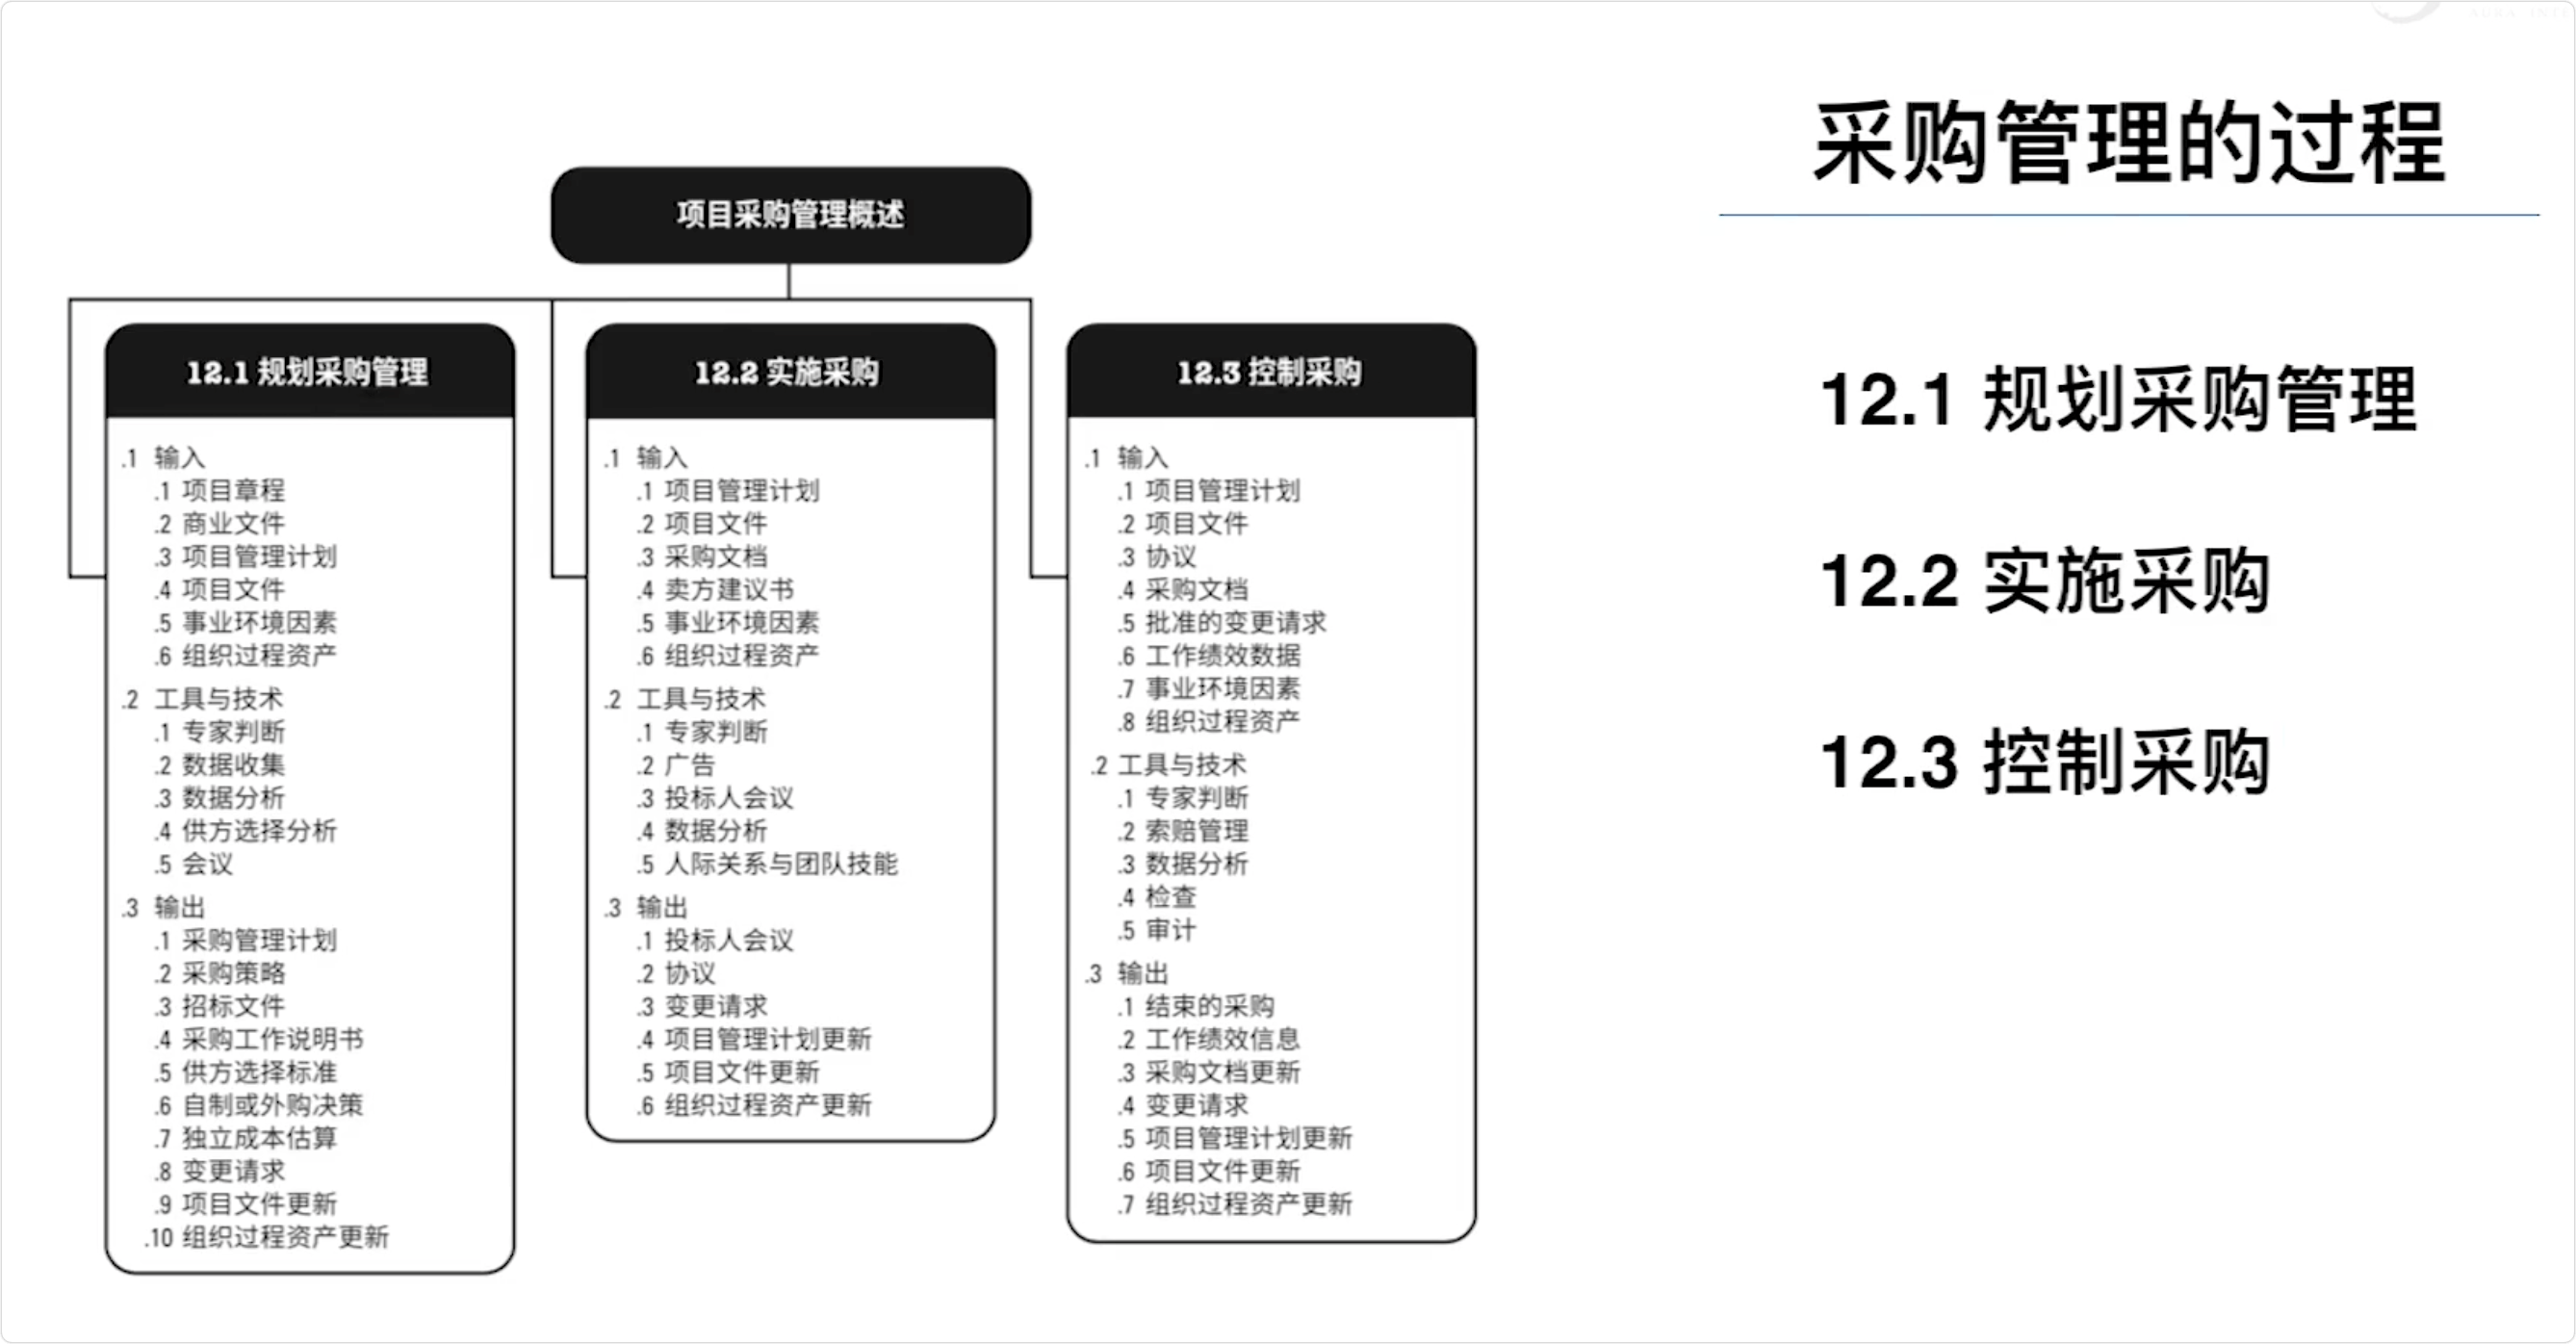 采购管理的过程
12.1 规划采购管理
12.2 实施采购
12.3 控制采购
项目采购管理概述
12.1 规划采购管理
.1 输入
.1 项目章程
.2 商业文件
.3 项目管理计划
.4 项目文件
.5 事业环境因素
.6 组织过程资产
.2 工具与技术
.1 专家判断
.2 数据收集
.3 数据分析
.4 供方选择分析
.5 会议
.3 输出
.1 采购管理计划
.2 采购策略
.3 招标文件
.4 采购工作说明书
.5 供方选择标准
.6 自制或外购决策
.7 独立成本估算
.8 变更请求
.9 项目文件更新
.10 组织过程资产更新
12.2 实施采购
.1 输入
.1 项目管理计划
.2 项目文件
.3 采购文档
.4 卖方建议书
.5 事业环境因素
.6 组织过程资产
.2 工具与技术
.1 专家判断
.2 广告
.3 投标人会议
.4 数据分析
.5 人际关系与团队技能
.3 输出
.1 投标人会议
.2 协议
.3 变更请求
.4 项目管理计划更新
.5 项目文件更新
.6 组织过程资产更新
12.3 控制采购
.1 输入
.1 项目管理计划
.2 项目文件
.3 协议
.4 采购文档
.5 批准的变更请求
.6 工作绩效数据
.7 事业环境因素
.8 组织过程资产
.2 工具与技术
.1 专家判断
.2 索赔管理
.3 数据分析
.4 检查
.5 审计
.3 输出
.1 结束的采购
.2 工作绩效信息
.3 采购文档更新
.4 变更请求
.5 项目管理计划更新
.6 项目文件更新
.7 组织过程资产更新